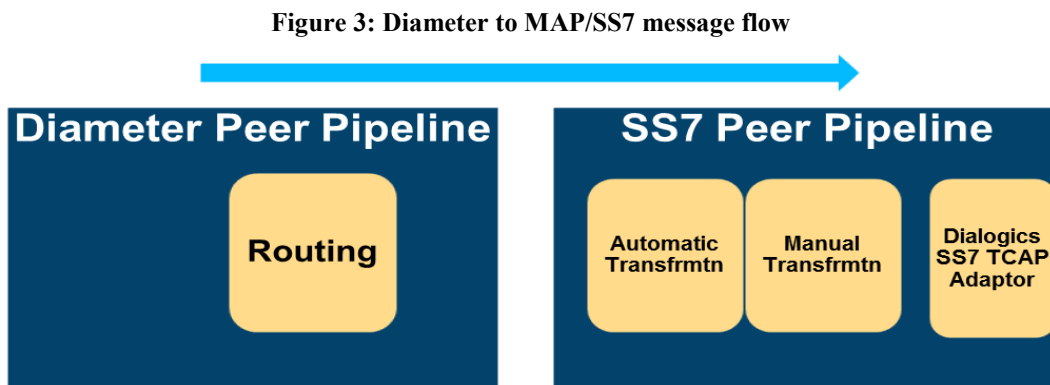 Figure 3: Diameter to MAP/SS7 message flow
Diameter Peer Pipeline
Routing
SS7 Peer Pipeline
Automatic
Transfrmtn
Manual
Transfrmtn
Dialogics
SS7 TCAP
Adaptor